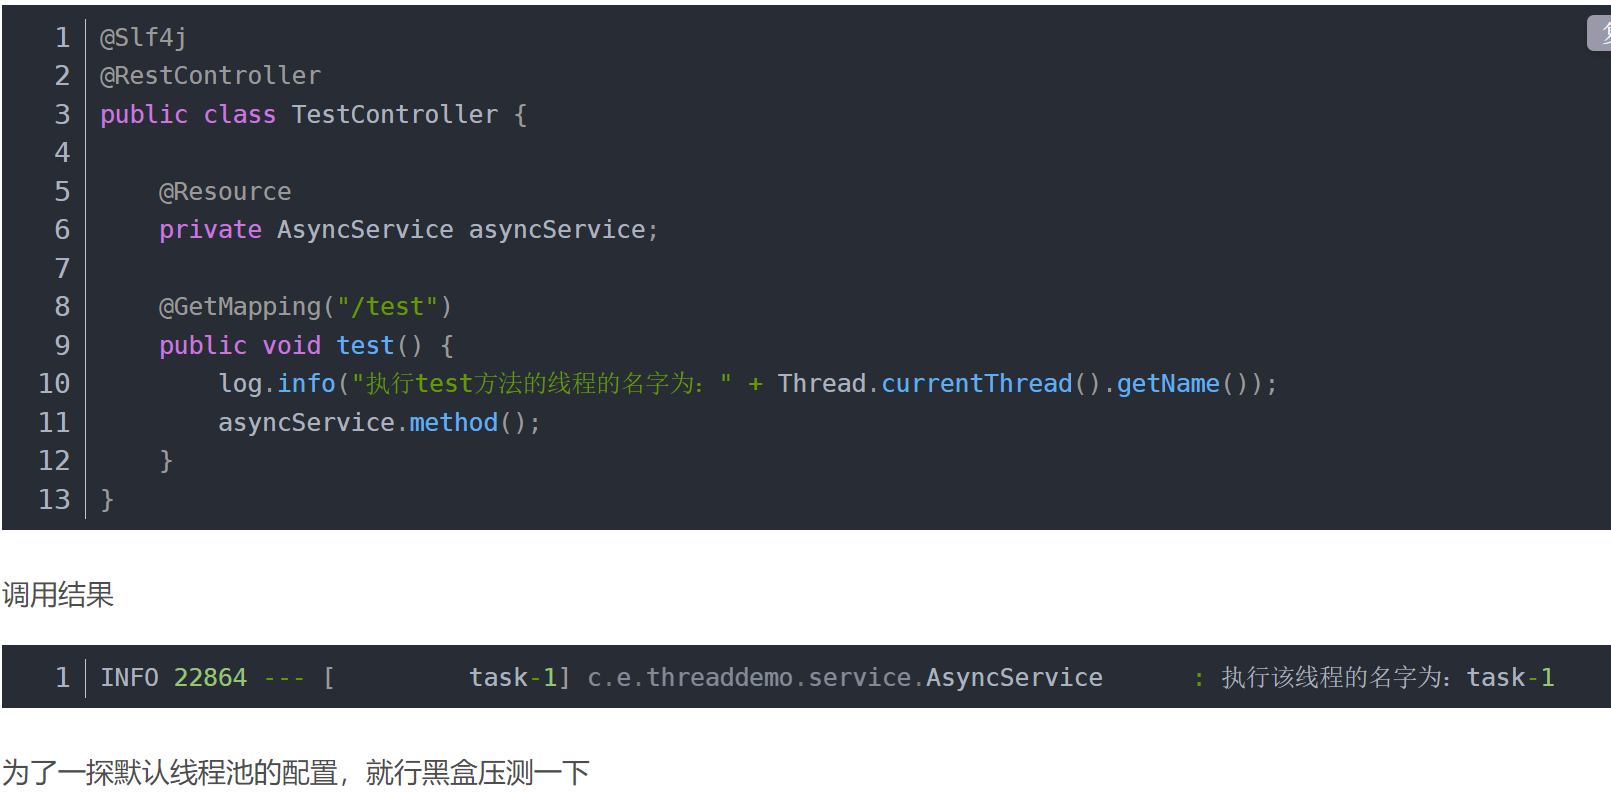 1 @Slf4j
2 @RestController
3 public class TestController {
4
5     @Resource
6     private AsyncService asyncService;
7
8     @GetMapping("/test")
9     public void test() {
10         log.info("执行test方法的线程的名字为：" + Thread.currentThread().getName());
11         asyncService.method();
12     }
13 }
调用结果
1 INFO 22864 --- [         task-1] c.e.threaddemo.service.AsyncService      : 执行该线程的名字为：task-1
为了一探默认线程池的配置，就行黑盒压测一下